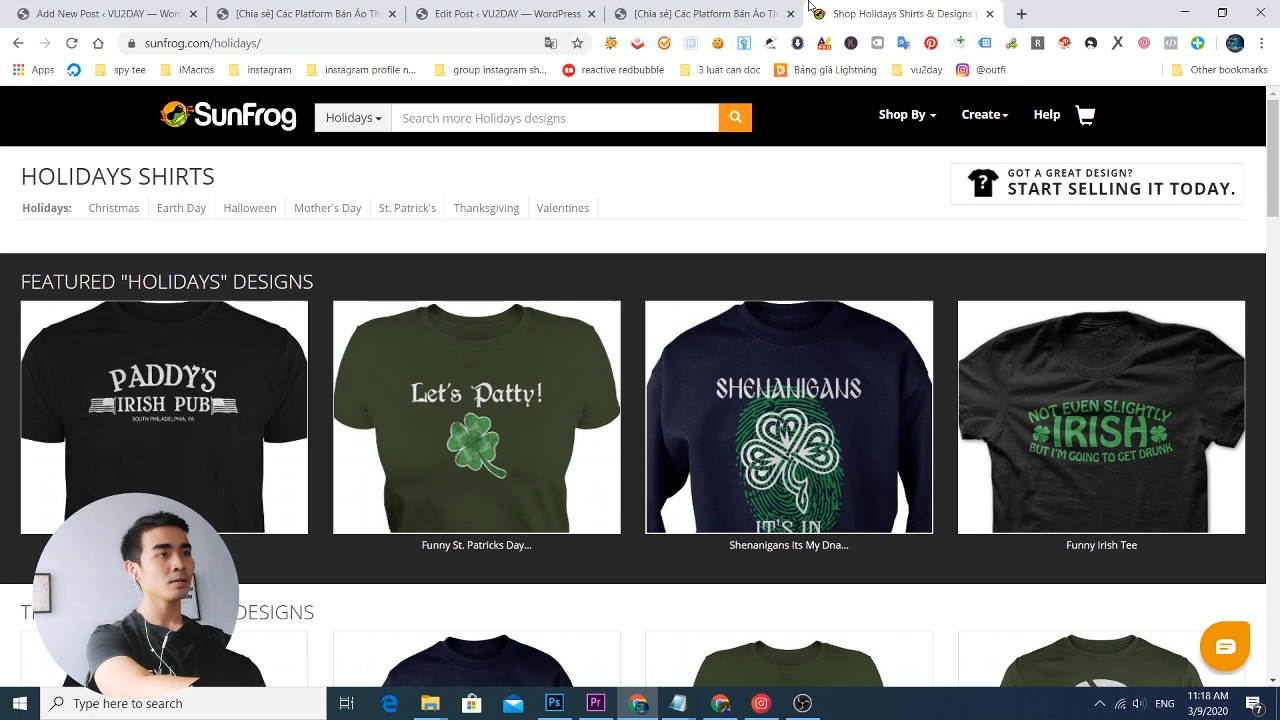 Add New Post ‹ VU2DAY — WordPress
[Chia sẻ] Các Platform Bán Áo Th
Edit Post ‹ VU2DAY — WordPress
[Chia sẻ] Các Platform Bán Áo Th
Shop Holidays Shirts & Designs |
sunfrog.com/holidays/
Apps
spy tee
iMacros
instagram
instagram profile n...
group instagram sh...
reactive redbubble
3 luat can doc
Bảng giá Lightning
vu2day
@outfi
Other bookmarks
SunFrog
Holidays
Search more Holidays designs
Shop By
Create
Help
HOLIDAYS SHIRTS
GOT A GREAT DESIGN?
START SELLING IT TODAY.
Holidays:
Christmas
Earth Day
Halloween
Mother's Day
St. Patrick's
Thanksgiving
Valentines
FEATURED "HOLIDAYS" DESIGNS
PADDY'S
IRISH PUB
SOUTH PHILADELPHIA, PA
Let's Patty!
SHENANIGANS
IT'S IN
NOT EVEN SLIGHTLY
IRISH
BUT I'M GOING TO GET DRUNK
Funny St. Patricks Day...
Shenanigans Its My Dna...
Funny Irish Tee
DESIGNS
Type here to search
ENG
11:18 AM
3/9/2020
7